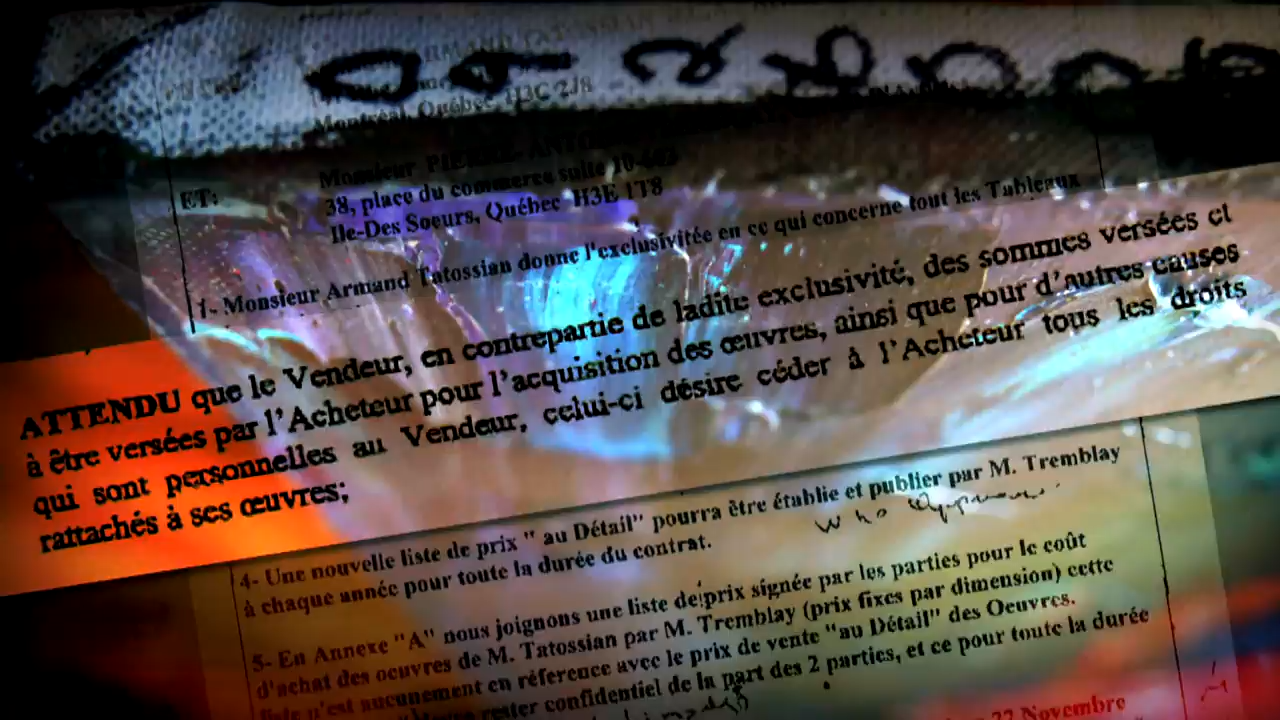 Montréal, Québec, H3C 2J8
ET:
Monsieur
38, place du commerce suite
Ile-Des Soeurs, Québec H3E 1T8
1- Monsieur Armand Tatossian donne l'exclusivitée en ce qui concerne tout les Tableaux
ATTENDU que le Vendeur, en contrepartie de ladite exclusivité, des sommes versées et
à être versées par l'Acheteur pour l'acquisition des œuvres, ainsi que pour d'autres causes
qui sont personnelles au Vendeur, celui-ci désire céder à l'Acheteur tous les droits
rattachés à ses œuvres;
4- Une nouvelle liste de prix " au Détail" pourra être établie et publier par M. Tremblay
à chaque année pour toute la durée du contrat.
5- En Annexe "A" nous joignons une liste de prix signée par les parties pour le coût
d'achat des oeuvres de M. Tatossian par M. Tremblay (prix fixes par dimension) cette
liste n'est aucunement en réference avec le prix de vente "au Détail" des Oeuvres.
rester confidentiel de la part des 2 parties, et ce pour toute la durée
22 Novembre